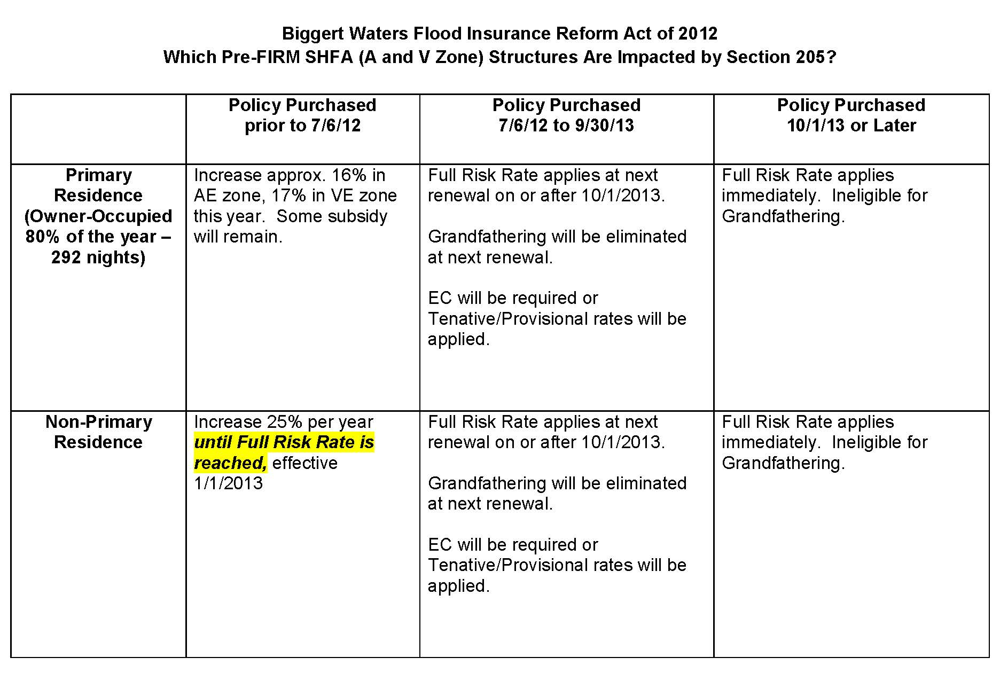 Biggert Waters Flood Insurance Reform Act of 2012
Which Pre-FIRM SHFA (A and V Zone) Structures Are Impacted by Section 205?
Policy Purchased
prior to 7/6/12
Policy Purchased
7/6/12 to 9/30/13
Policy Purchased
10/1/13 or Later
Primary
Residence
(Owner-Occupied
80% of the year –
292 nights)
Increase approx. 16% in
AE zone, 17% in VE zone
this year.  Some subsidy
will remain.
Full Risk Rate applies at next
renewal on or after 10/1/2013.
Grandfathering will be eliminated
at next renewal.
EC will be required or
Tenative/Provisional rates will be
applied.
Full Risk Rate applies
immediately.  Ineligible for
Grandfathering.
Non-Primary
Residence
Increase 25% per year
until Full Risk Rate is
reached, effective
1/1/2013
Full Risk Rate applies at next
renewal on or after 10/1/2013.
Grandfathering will be eliminated
at next renewal.
EC will be required or
Tenative/Provisional rates will be
applied.
Full Risk Rate applies
immediately.  Ineligible for
Grandfathering.